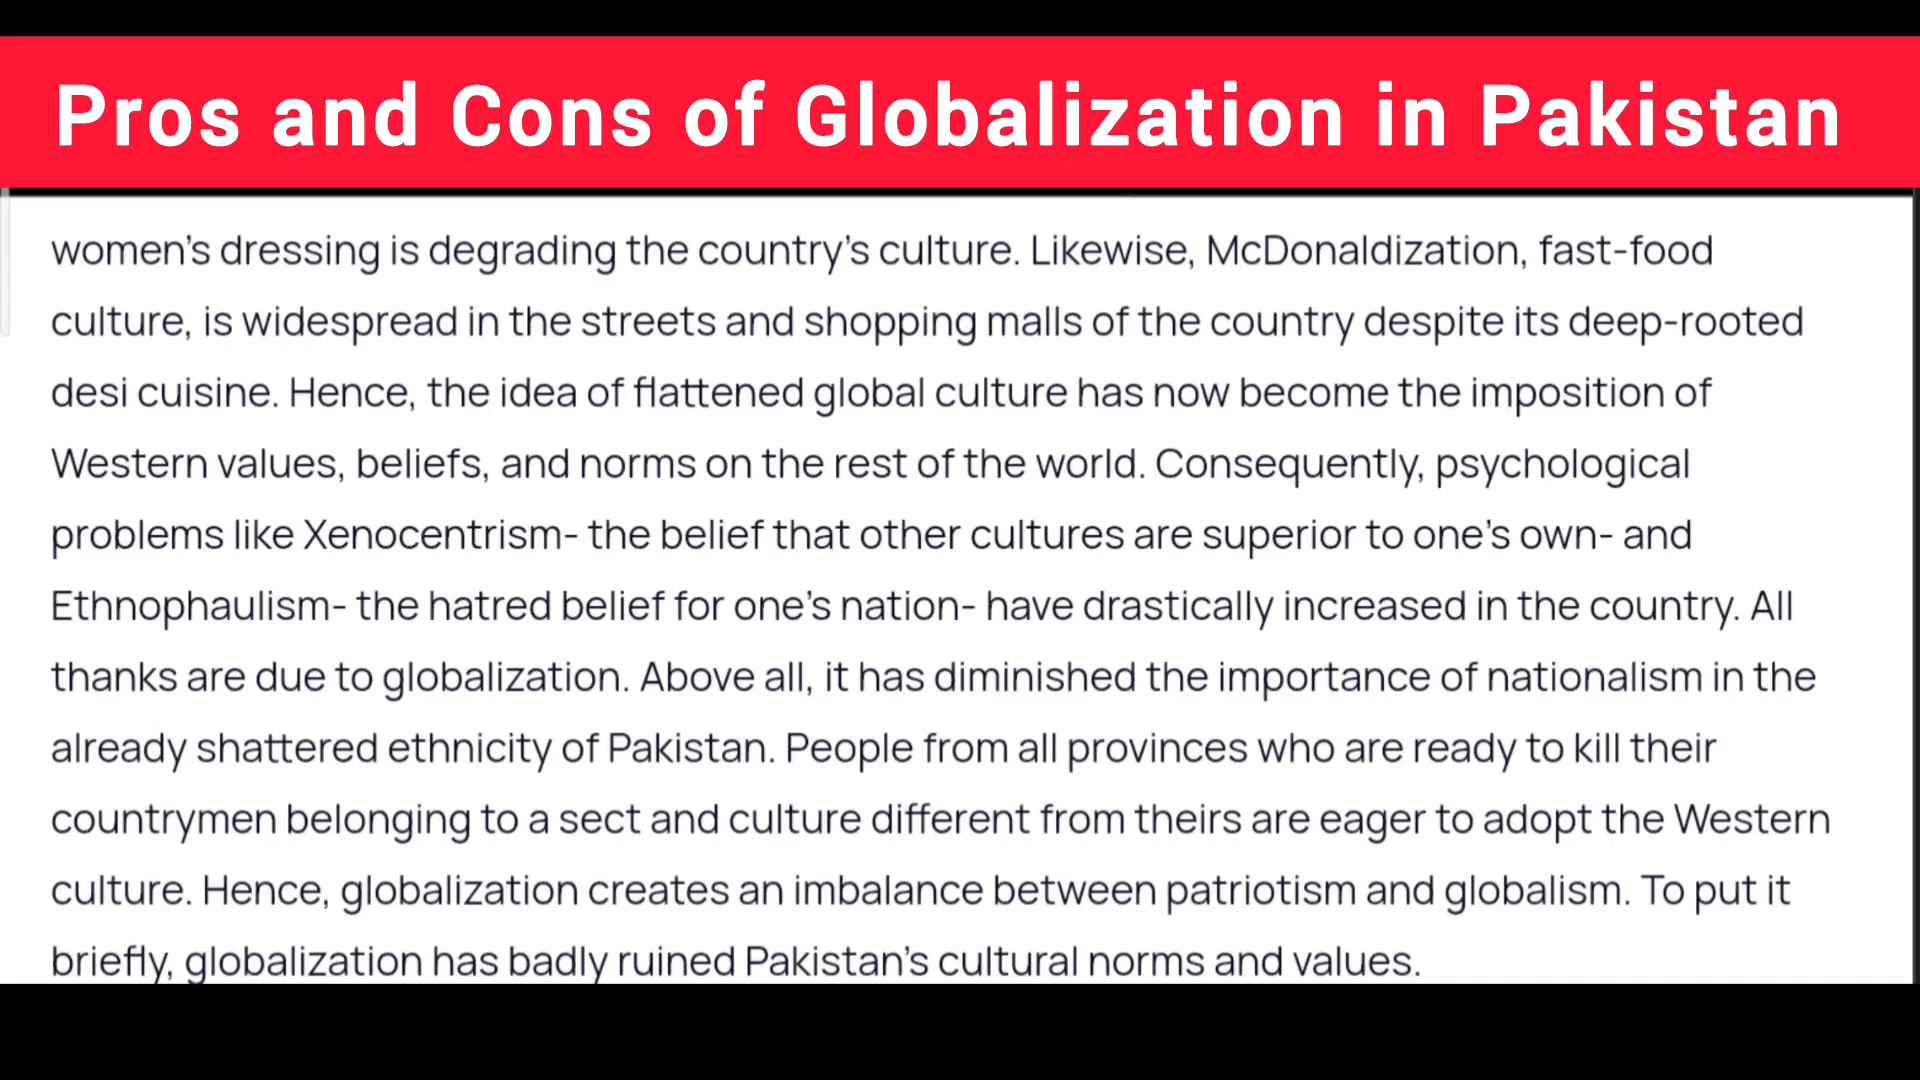 Pros and Cons of Globalization in Pakistan
women's dressing is degrading the country's culture. Likewise, McDonaldization, fast-food
culture, is widespread in the streets and shopping malls of the country despite its deep-rooted
desi cuisine. Hence, the idea of flattened global culture has now become the imposition of
Western values, beliefs, and norms on the rest of the world. Consequently, psychological
problems like Xenocentrism- the belief that other cultures are superior to one's own- and
Ethnophaulism- the hatred belief for one's nation- have drastically increased in the country. All
thanks are due to globalization. Above all, it has diminished the importance of nationalism in the
already shattered ethnicity of Pakistan. People from all provinces who are ready to kill their
countrymen belonging to a sect and culture different from theirs are eager to adopt the Western
culture. Hence, globalization creates an imbalance between patriotism and globalism. To put it
briefly, globalization has badly ruined Pakistan's cultural norms and values.